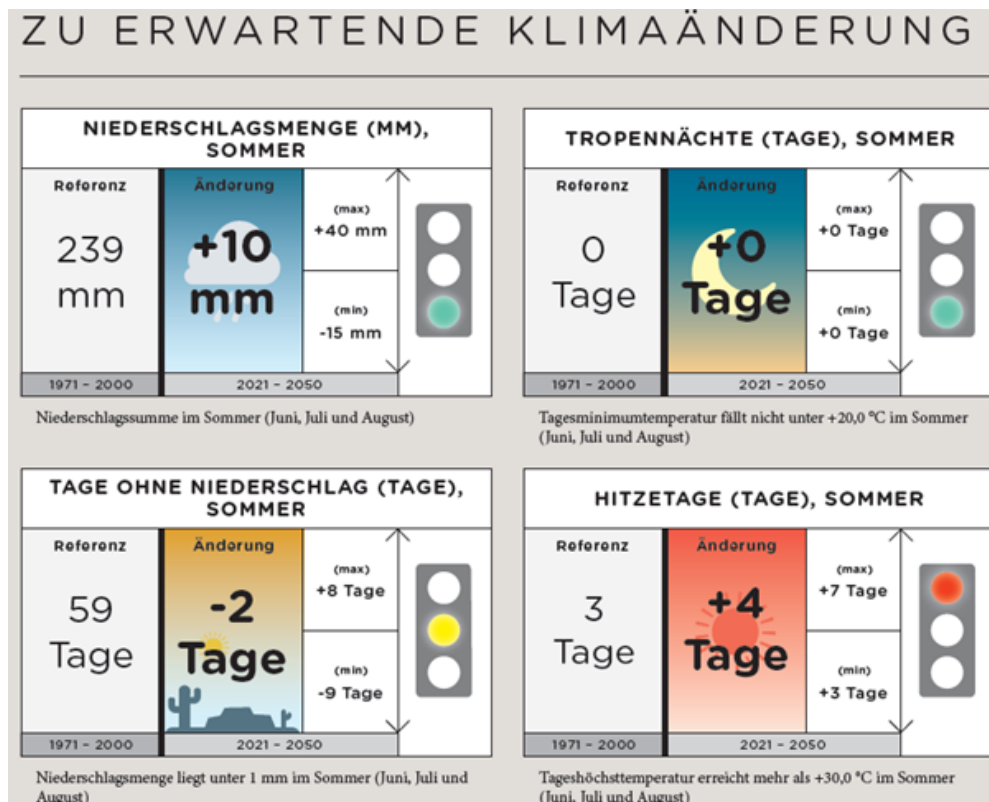 ZU ERWARTENDE KLIMAÄNDERUNG
NIEDERSCHLAGSMENGE (MM),
SOMMER
Referenz
239
mm
Änderung
+10
mm
(max)
+40 mm
(min)
-15 mm
1971 – 2000
2021 – 2050
Niederschlagssumme im Sommer (Juni, Juli und August)
TROPENNÄCHTE (TAGE), SOMMER
Referenz
0
Tage
Änderung
+0
Tage
(max)
+0 Tage
(min)
+0 Tage
1971 – 2000
2021 – 2050
Tagesminimumtemperatur fällt nicht unter +20,0 °C im Sommer
(Juni, Juli und August)
TAGE OHNE NIEDERSCHLAG (TAGE),
SOMMER
Referenz
59
Tage
Änderung
-2
Tage
(max)
+8 Tage
(min)
-9 Tage
1971 – 2000
2021 – 2050
Niederschlagsmenge liegt unter 1 mm im Sommer (Juni, Juli und
August)
HITZETAGE (TAGE), SOMMER
Referenz
3
Tage
Änderung
+4
Tage
(max)
+7 Tage
(min)
+3 Tage
1971 – 2000
2021 – 2050
Tageshöchsttemperatur erreicht mehr als +30,0 °C im Sommer
(Juni, Juli und August)